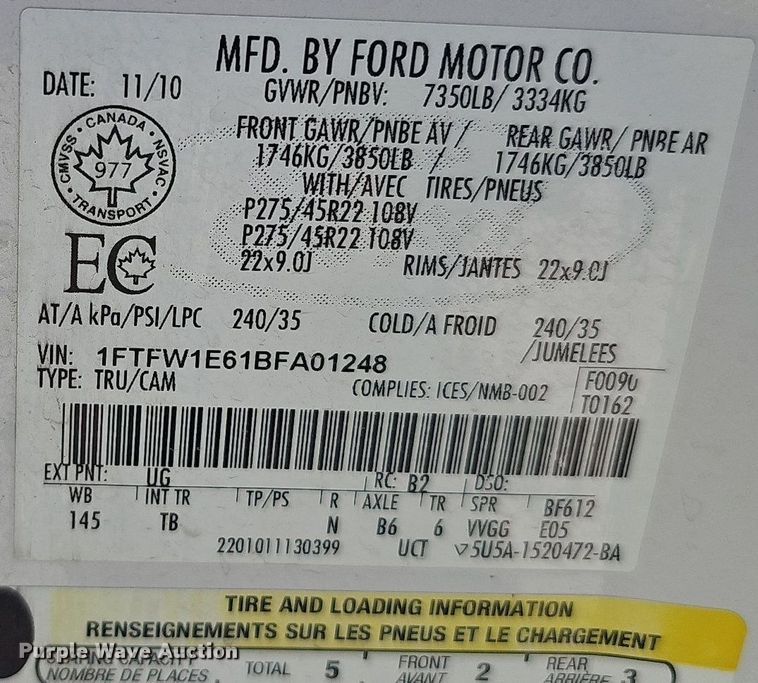 MFD. BY FORD MOTOR CO.
DATE: 11/10
GVWR/PNBV: 7350LB/ 3334KG
FRONT GAWR/PNBE AV / REAR GAWR/ PNBE AR
1746KG/3850LB / 1746KG/3850LB
WITH/AVEC TIRES/PNEUS
P275/45R22 108V
P275/45R22 108V
22x9.0J RIMS/JANTES 22x9.0J
CMVSS • CANADA • NSVAC • TRANSPORT •
977
EC
AT/A kPa/PSI/LPC 240/35 COLD/A FROID 240/35
/JUMELEES
VIN: 1FTFW1E61BFA01248
TYPE: TRU/CAM COMPLIES: ICES/NMB-002
F0090
T0162
EXT PNT: UG RC: B2 DSO:
WB INT TR TP/PS R AXLE TR SPR BF612
145 TB N B6 6 VVGG E05
2201011130399 UCT 5U5A-1520472-BA
TIRE AND LOADING INFORMATION
RENSEIGNEMENTS SUR LES PNEUS ET LE CHARGEMENT
SEATING CAPACITY
NOMBRE DE PLACES TOTAL 5 FRONT AVANT 2 REAR ARRIÈRE 3
Purple Wave Auction